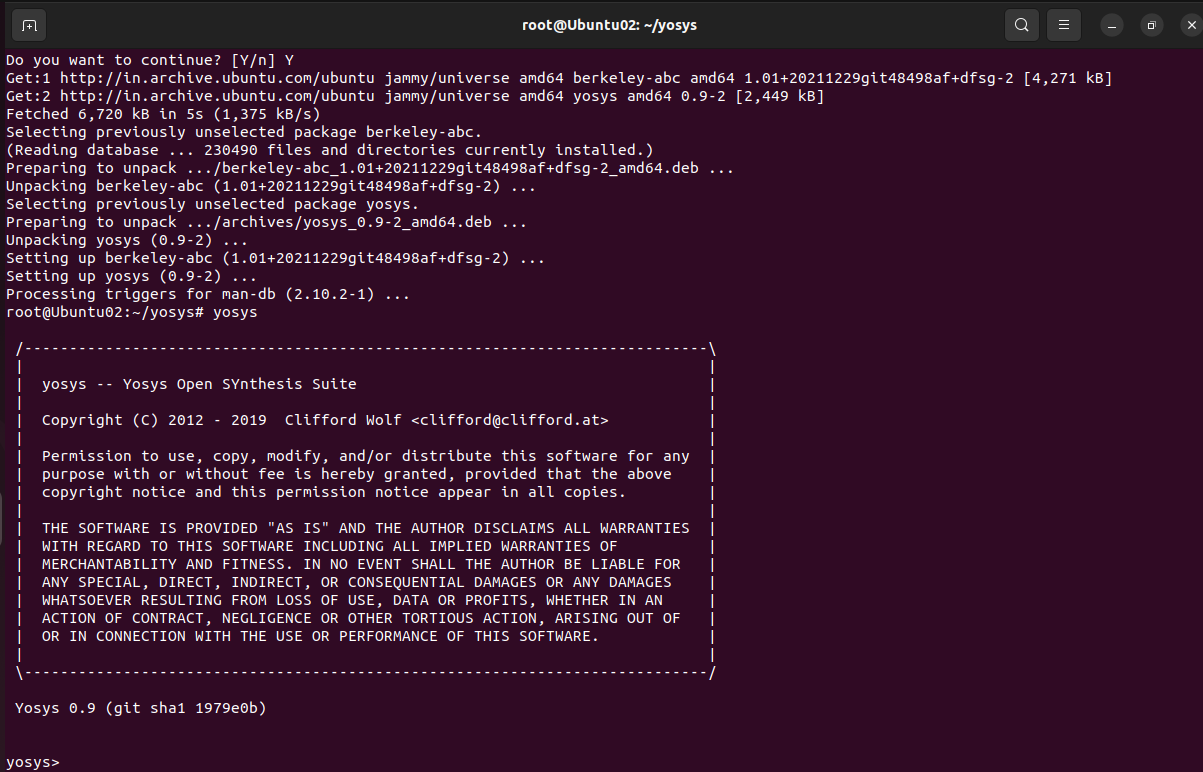 root@Ubuntu02: ~/yosys
Do you want to continue? [Y/n] Y
Get:1 http://in.archive.ubuntu.com/ubuntu jammy/universe amd64 berkeley-abc amd64 1.01+20211229git48498af+dfsg-2 [4,271 kB]
Get:2 http://in.archive.ubuntu.com/ubuntu jammy/universe amd64 yosys amd64 0.9-2 [2,449 kB]
Fetched 6,720 kB in 5s (1,375 kB/s)
Selecting previously unselected package berkeley-abc.
(Reading database ... 230490 files and directories currently installed.)
Preparing to unpack .../berkeley-abc_1.01+20211229git48498af+dfsg-2_amd64.deb ...
Unpacking berkeley-abc (1.01+20211229git48498af+dfsg-2) ...
Selecting previously unselected package yosys.
Preparing to unpack .../archives/yosys_0.9-2_amd64.deb ...
Unpacking yosys (0.9-2) ...
Setting up berkeley-abc (1.01+20211229git48498af+dfsg-2) ...
Setting up yosys (0.9-2) ...
Processing triggers for man-db (2.10.2-1) ...
root@Ubuntu02:~/yosys# yosys

 /----------------------------------------------------------------------------\
 |                                                                            |
 |  yosys -- Yosys Open SYnthesis Suite                                       |
 |                                                                            |
 |  Copyright (C) 2012 - 2019  Clifford Wolf <clifford@clifford.at>           |
 |                                                                            |
 |  Permission to use, copy, modify, and/or distribute this software for any  |
 |  purpose with or without fee is hereby granted, provided that the above    |
 |  copyright notice and this permission notice appear in all copies.         |
 |                                                                            |
 |  THE SOFTWARE IS PROVIDED "AS IS" AND THE AUTHOR DISCLAIMS ALL WARRANTIES  |
 |  WITH REGARD TO THIS SOFTWARE INCLUDING ALL IMPLIED WARRANTIES OF          |
 |  MERCHANTABILITY AND FITNESS. IN NO EVENT SHALL THE AUTHOR BE LIABLE FOR   |
 |  ANY SPECIAL, DIRECT, INDIRECT, OR CONSEQUENTIAL DAMAGES OR ANY DAMAGES    |
 |  WHATSOEVER RESULTING FROM LOSS OF USE, DATA OR PROFITS, WHETHER IN AN     |
 |  ACTION OF CONTRACT, NEGLIGENCE OR OTHER TORTIOUS ACTION, ARISING OUT OF   |
 |  OR IN CONNECTION WITH THE USE OR PERFORMANCE OF THIS SOFTWARE.            |
 |                                                                            |
 \----------------------------------------------------------------------------/

 Yosys 0.9 (git sha1 1979e0b)

yosys>